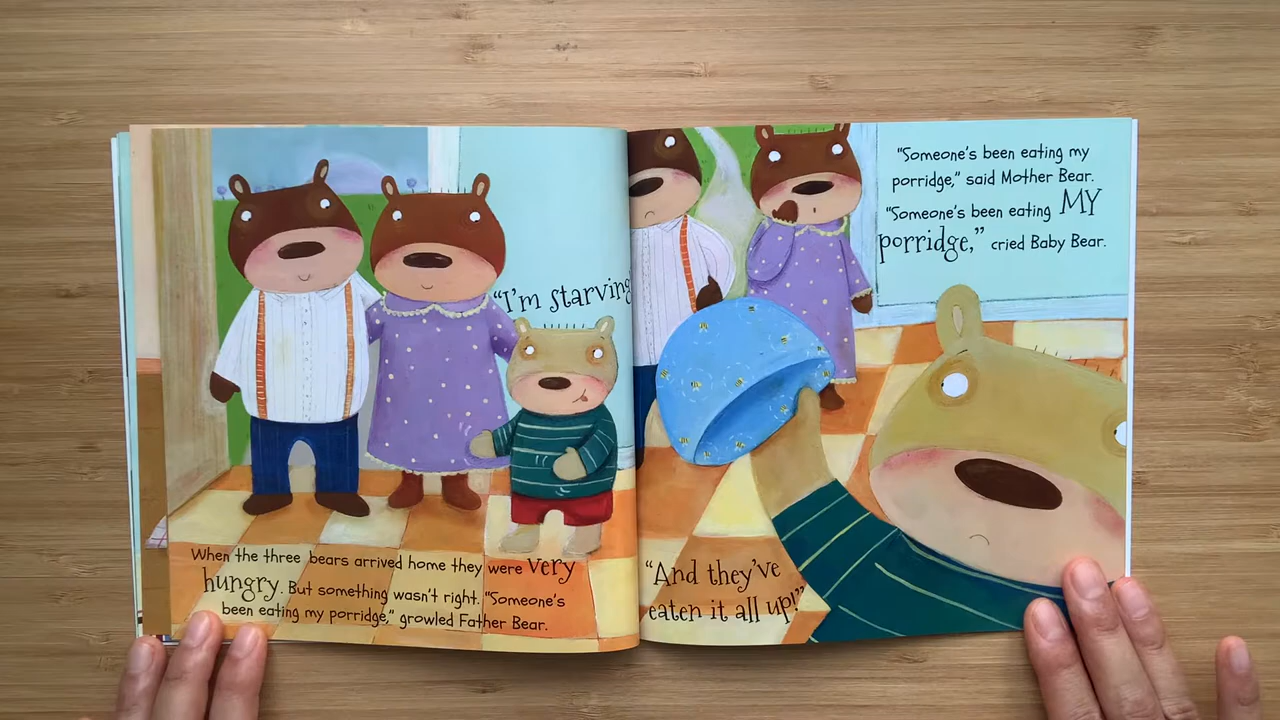 "I'm starving
When the three bears arrived home they were very
hungry. But something wasn't right. "Someone's
been eating my porridge," growled Father Bear.
"Someone's been eating my
porridge," said Mother Bear.
"Someone's been eating MY
porridge," cried Baby Bear.
"And they've
eaten it all up!"